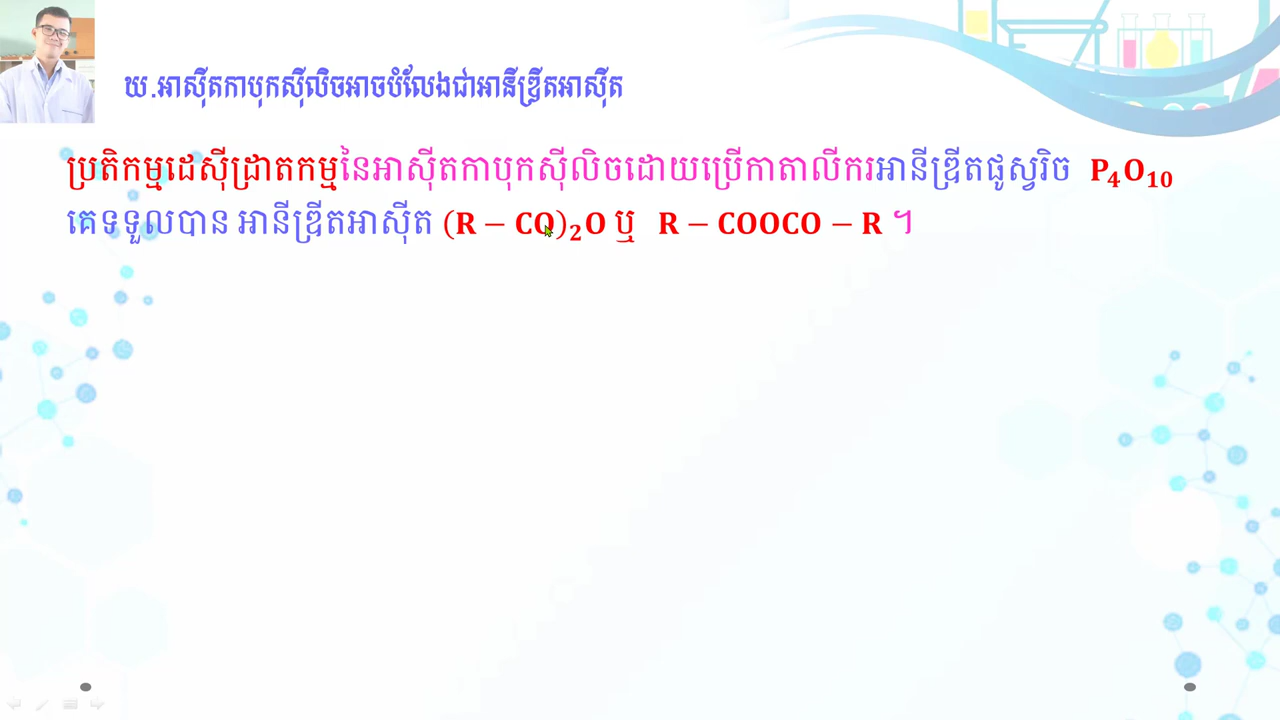 ឃ.អាស៊ីតកាបុកស៊ីលិចអាចបំលែងជាអានីឌ្រីតអាស៊ីត
ប្រតិកម្មដេស៊ីដ្រាតកម្មនៃអាស៊ីតកាបុកស៊ីលិចដោយប្រើកាតាលីករអានីឌ្រីតផូស្វរិច P₄O₁₀
គេទទួលបាន អានីឌ្រីតអាស៊ីត (R − CO)₂O ឬ R − COOCO − R ។